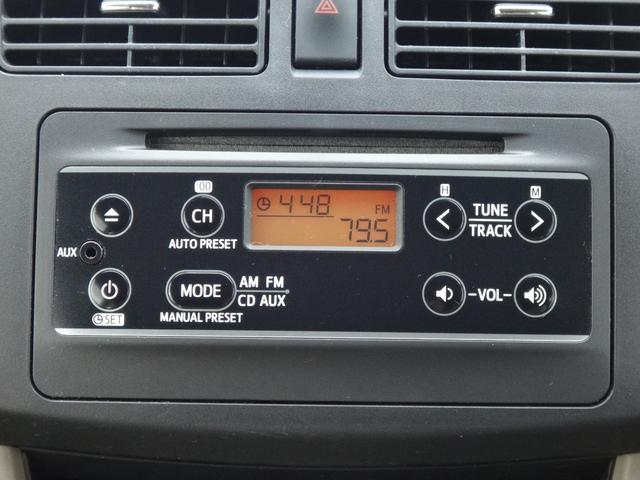 :00
H
M
CH
4:48
FM
79.5
TUNE
TRACK
AUTO PRESET
AUX
MODE
AM FM
CD AUX
VOL
SET
MANUAL PRESET